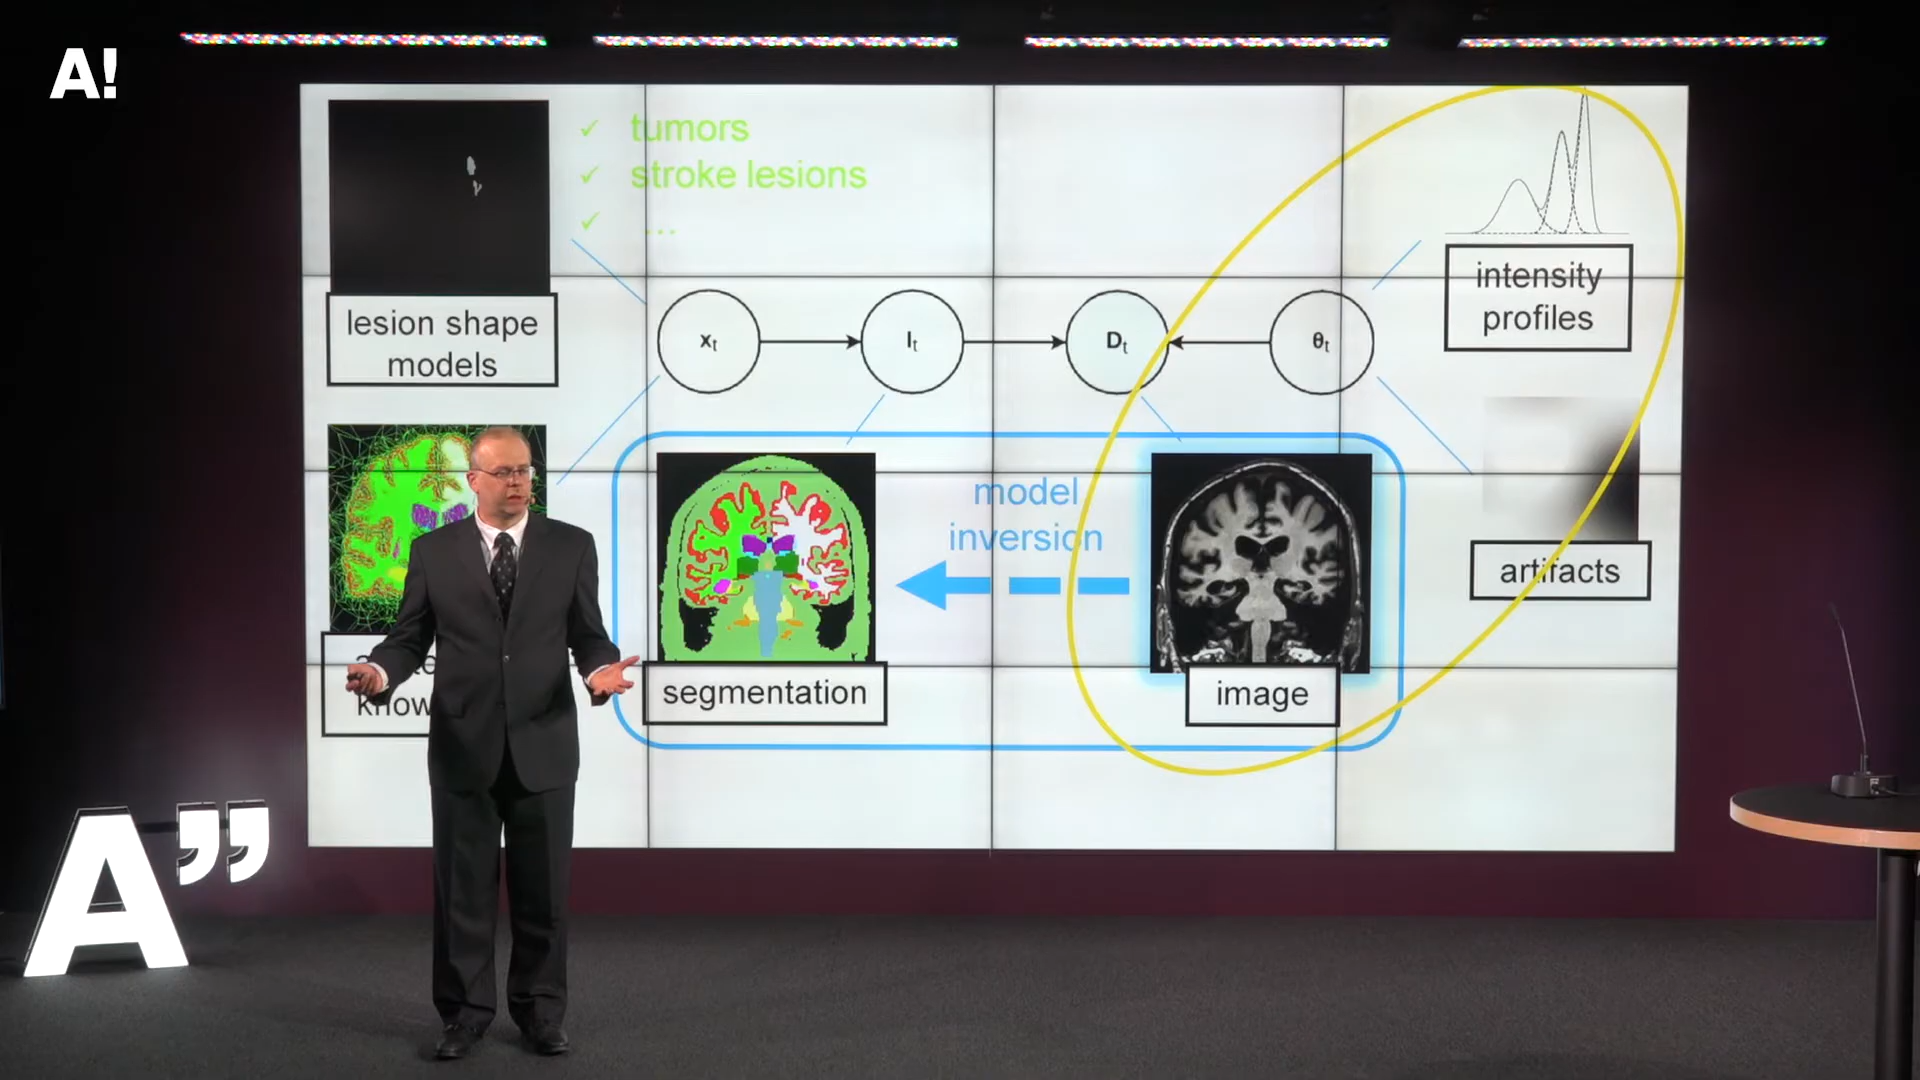 A!
✓ tumors
✓ stroke lesions
✓ ...
lesion shape
models
intensity
profiles
xₜ
lₜ
Dₜ
θₜ
model
inversion
artifacts
segmentation
image
A”